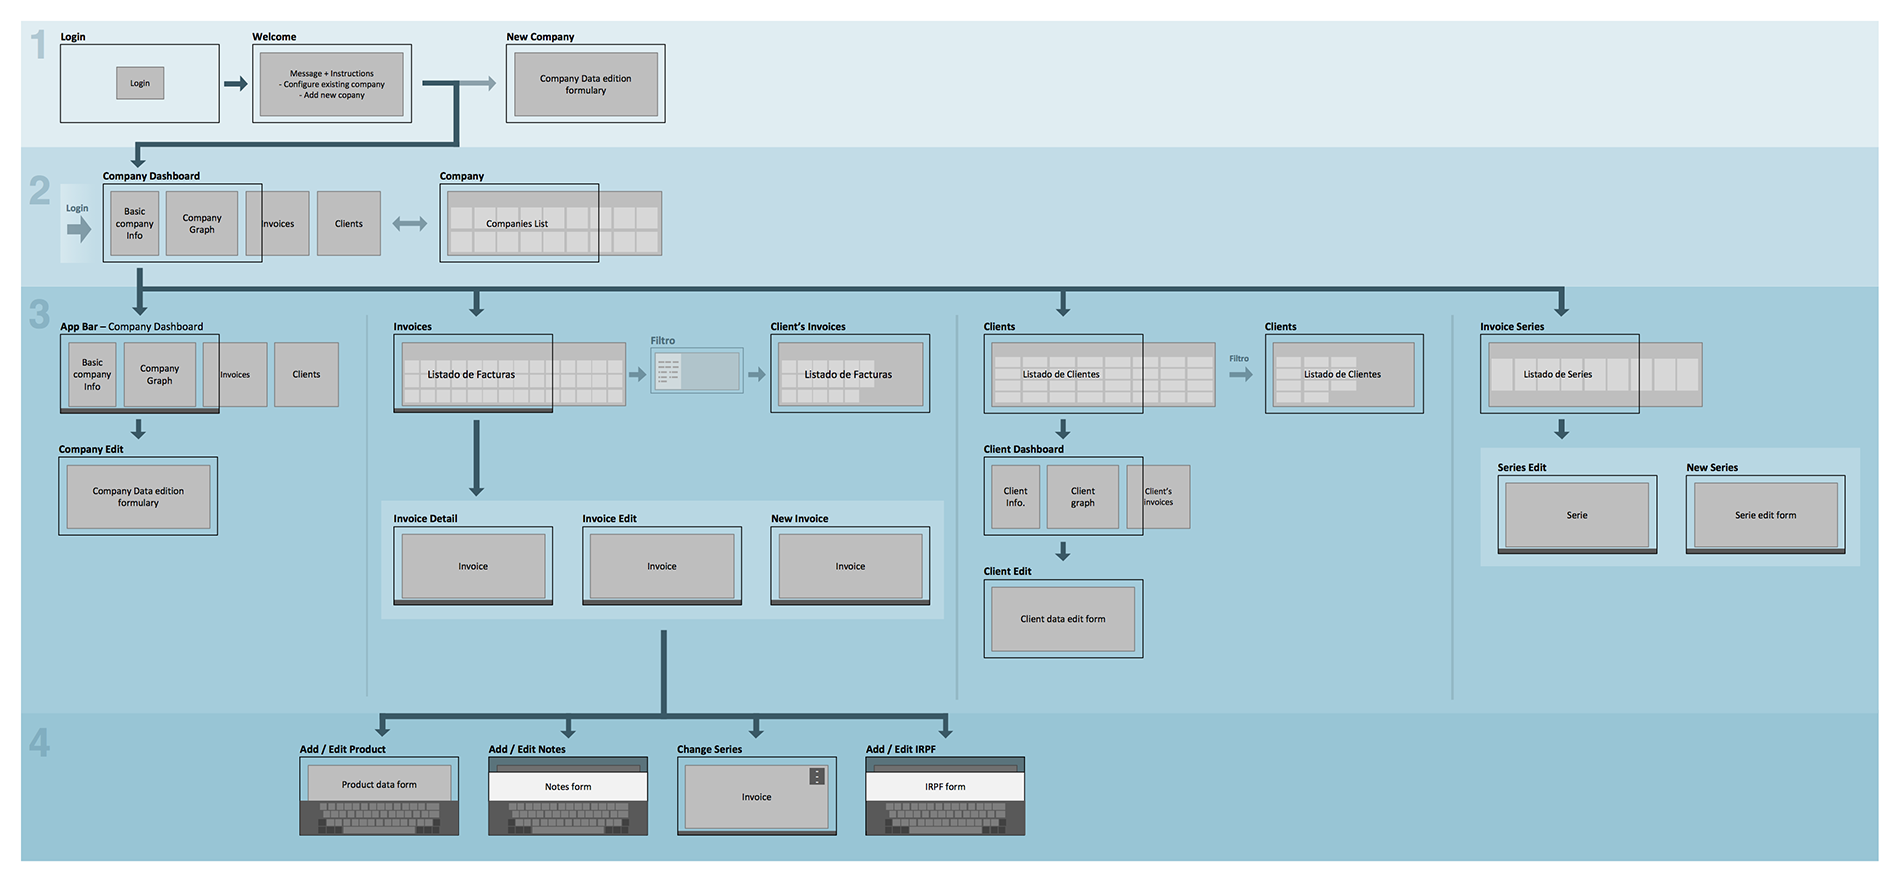 1
Login
Login
Welcome
Message + Instructions
- Configure existing company
- Add new copany
New Company
Company Data edition
formulary
2
Login
Company Dashboard
Basic
company
Info
Company
Graph
Invoices
Clients
Company
Companies List
3
App Bar – Company Dashboard
Basic
company
Info
Company
Graph
Invoices
Clients
Company Edit
Company Data edition
formulary
Invoices
Listado de Facturas
Filtro
Client's Invoices
Listado de Facturas
Invoice Detail
Invoice
Invoice Edit
Invoice
New Invoice
Invoice
Clients
Listado de Clientes
Filtro
Clients
Listado de Clientes
Client Dashboard
Client
Info.
Client
graph
Client's
invoices
Client Edit
Client data edit form
Invoice Series
Listado de Series
Series Edit
Serie
New Series
Serie edit form
4
Add / Edit Product
Product data form
Add / Edit Notes
Notes form
Change Series
Invoice
Add / Edit IRPF
IRPF form